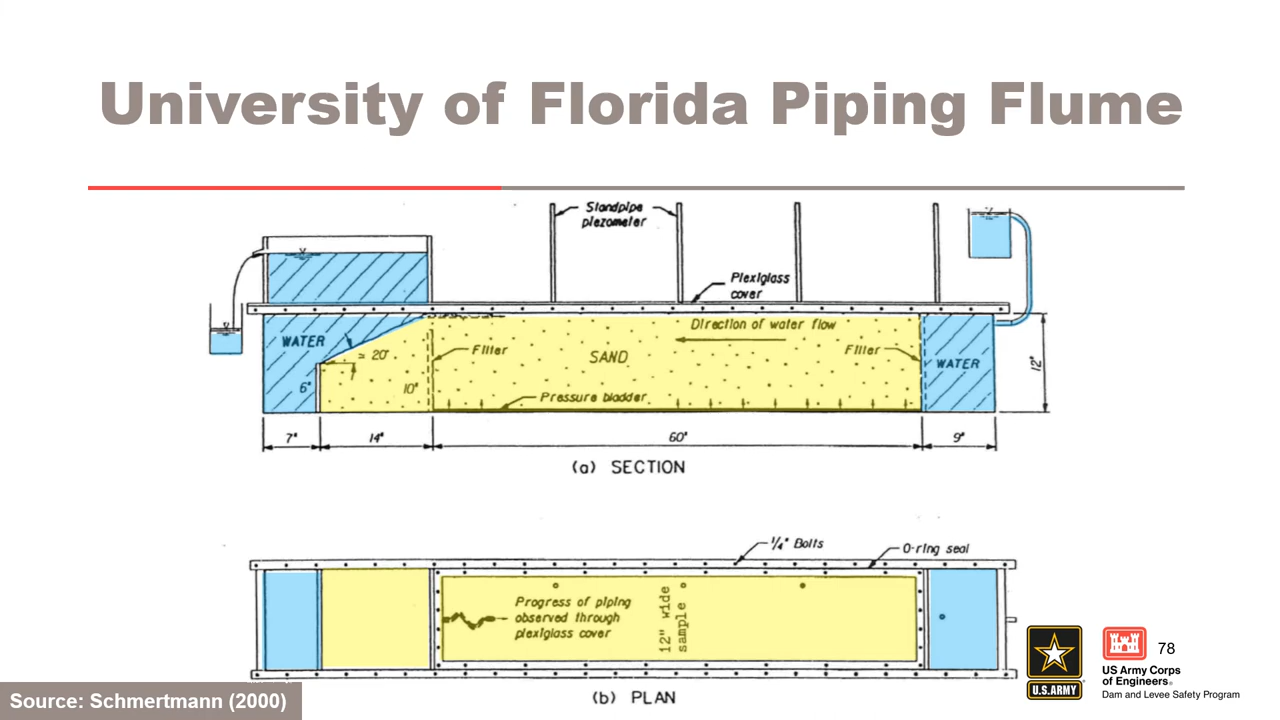 University of Florida Piping Flume
Standpipe
piezometer
Plexiglass
cover
Direction of water flow
WATER
≃ 20°
Filter
SAND
Filter
WATER
12"
6"
10"
Pressure bladder
7"
14"
60"
9"
(a) SECTION
1/4" Bolts
O-ring seal
Progress of piping
observed through
plexiglass cover
12" wide
sample
(b) PLAN
U.S.ARMY
US Army Corps
of Engineers®
Dam and Levee Safety Program
78
Source: Schmertmann (2000)